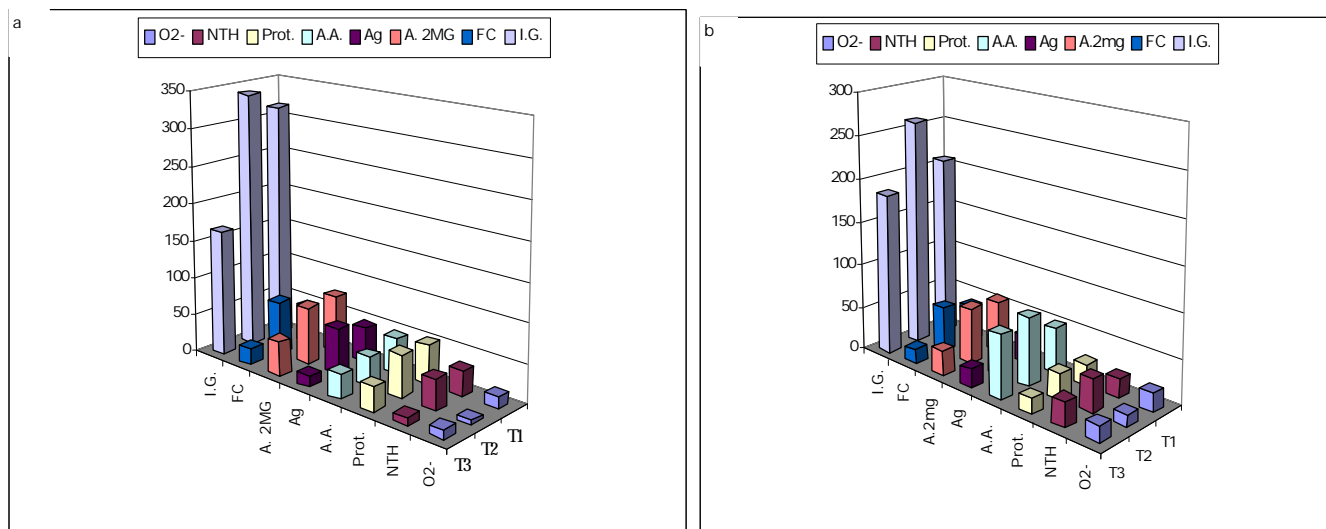 a
O2- NTH Prot. A.A. Ag A. 2MG FC I.G.
350
300
250
200
150
100
50
0
I.G.
FC
A. 2MG
Ag
A.A.
Prot.
NTH
O2-
T3
T2
T1
b
O2- NTH Prot. A.A. Ag A.2mg FC I.G.
300
250
200
150
100
50
0
I.G.
FC
A.2mg
Ag
A.A.
Prot.
NTH
O2-
T3
T2
T1